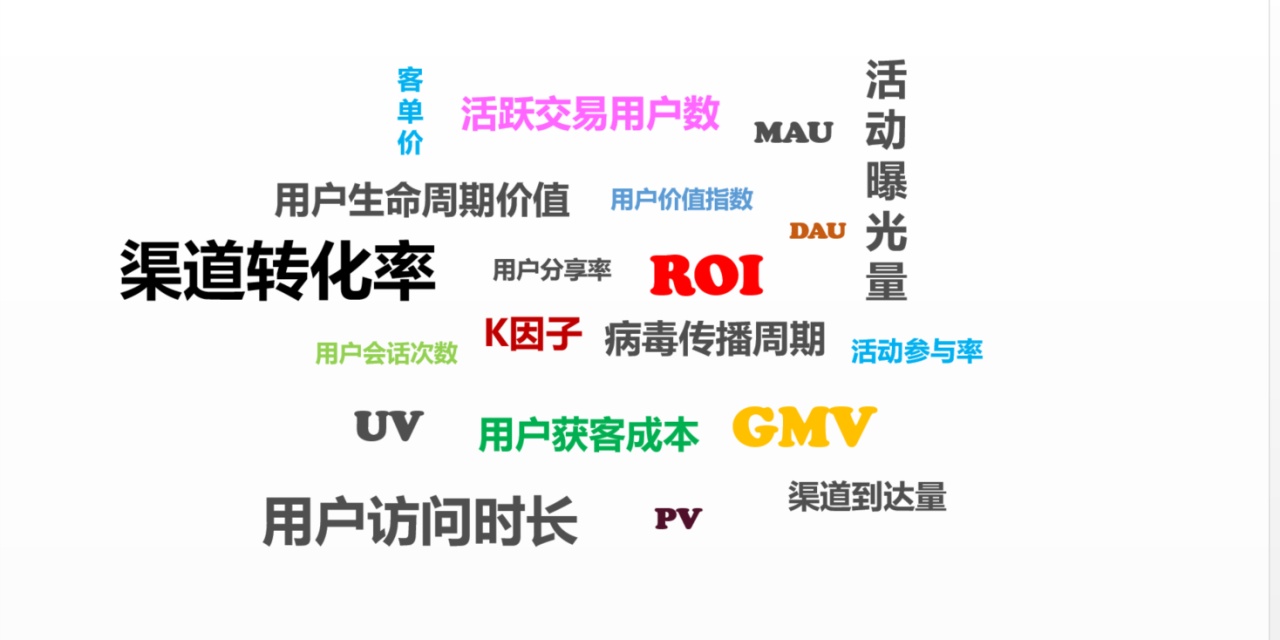 客单价
活跃交易用户数
MAU
活动曝光量
用户生命周期价值
用户价值指数
DAU
渠道转化率
用户分享率
ROI
K因子
病毒传播周期
用户会话次数
活动参与率
UV
用户获客成本
GMV
渠道到达量
用户访问时长
PV